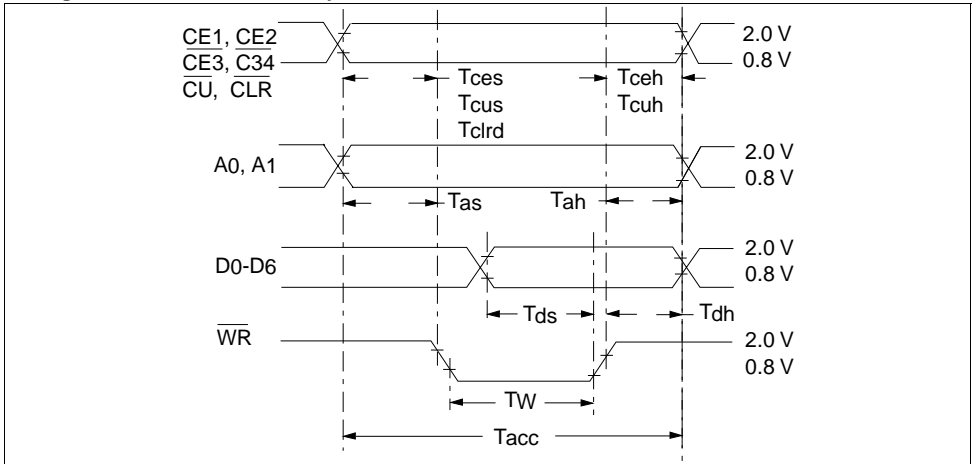 CE1, CE2
CE3, C34
CU, CLR
Tces
Tcus
Tclrd
Tceh
Tcuh
2.0 V
0.8 V
A0, A1
Tas
Tah
2.0 V
0.8 V
D0-D6
Tds
Tdh
2.0 V
0.8 V
WR
TW
2.0 V
0.8 V
Tacc